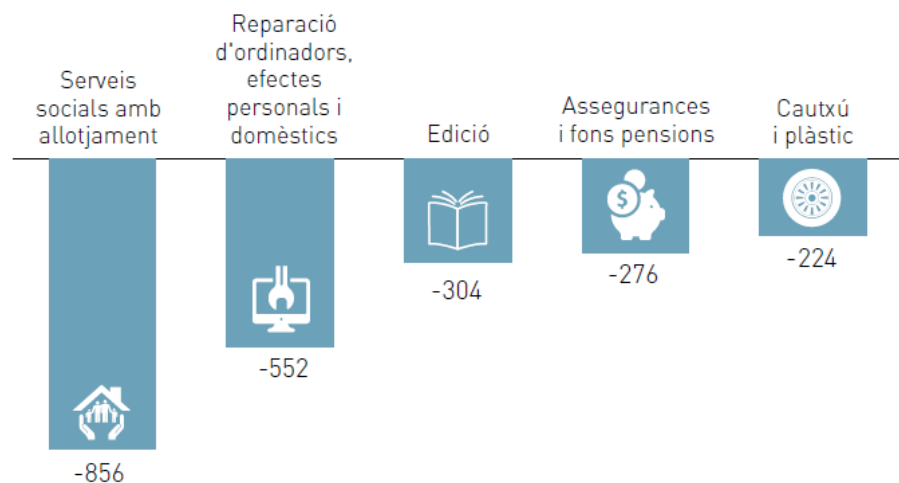 Serveis
socials amb
allotjament
Reparació
d'ordinadors,
efectes
personals i
domèstics
Edició
Assegurances
i fons pensions
Cautxú
i plàstic
$
-856
-552
-304
-276
-224